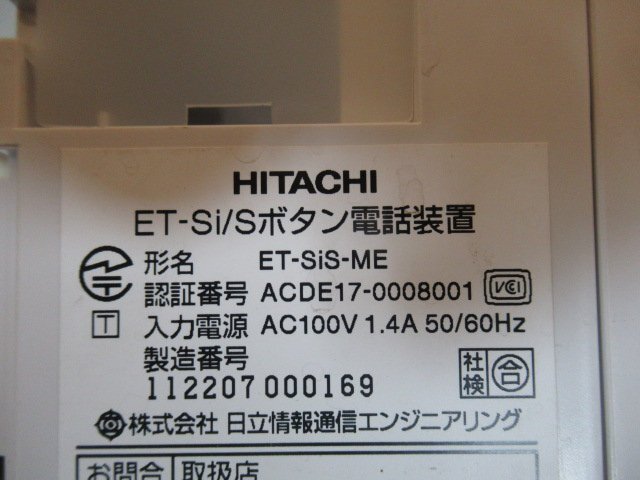 HITACHI
ET-Si/Sボタン電話装置
形名 ET-SiS-ME
認証番号 ACDE17-0008001 VCI
T 入力電源 AC100V 1.4A 50/60Hz
製造番号
112207 000169
社検 合
株式会社 日立情報通信エンジニアリング
お問合 取扱店